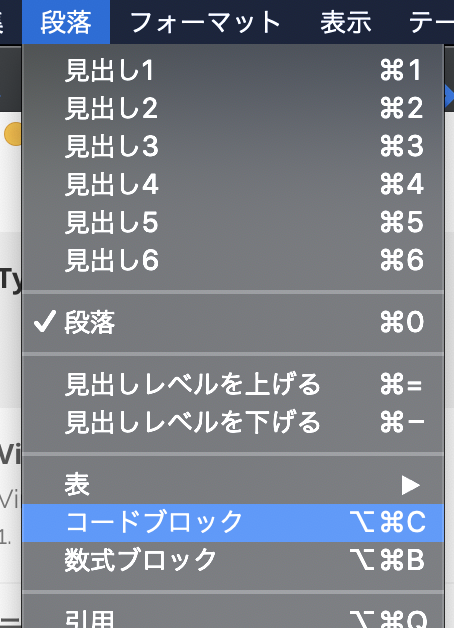 段落 フォーマット 表示 テー
見出し1 ⌘1
見出し2 ⌘2
見出し3 ⌘3
見出し4 ⌘4
見出し5 ⌘5
見出し6 ⌘6
✓ 段落 ⌘0
見出しレベルを上げる ⌘=
見出しレベルを下げる ⌘−
表 ▶
コードブロック ⌥⌘C
数式ブロック ⌥⌘B
引用 ⌥⌘Q
Ty
Vi
Vi
1.